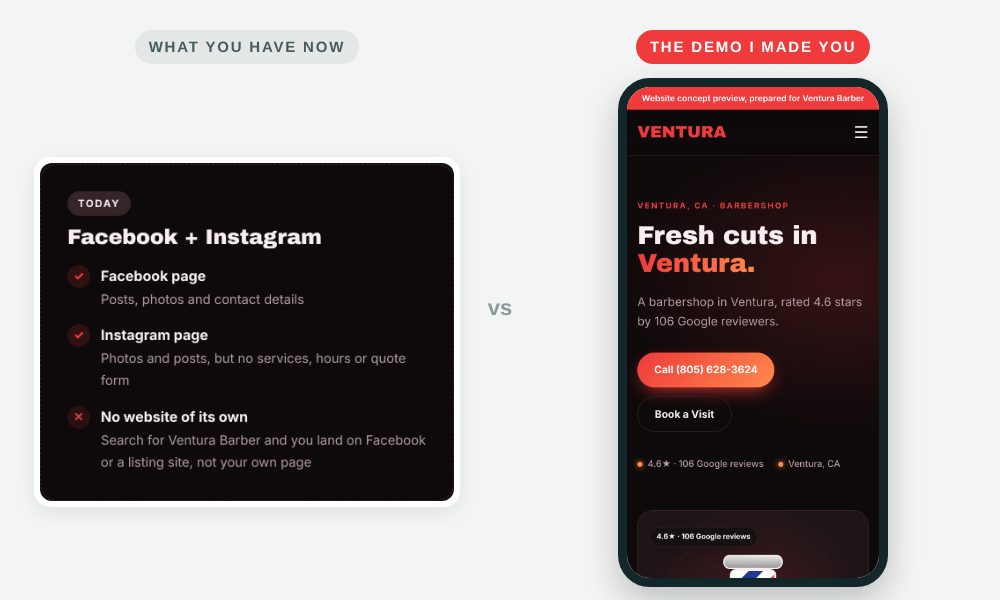 WHAT YOU HAVE NOW
TODAY
Facebook + Instagram
Facebook page
Posts, photos and contact details
Instagram page
Photos and posts, but no services, hours or quote
form
No website of its own
Search for Ventura Barber and you land on Facebook
or a listing site, not your own page
vs
THE DEMO I MADE YOU
Website concept preview, prepared for Ventura Barber
VENTURA
VENTURA, CA · BARBERSHOP
Fresh cuts in
Ventura.
A barbershop in Ventura, rated 4.6 stars
by 106 Google reviewers.
Call (805) 628-3624
Book a Visit
4.6★ · 106 Google reviews
Ventura, CA
4.6★ · 106 Google reviews